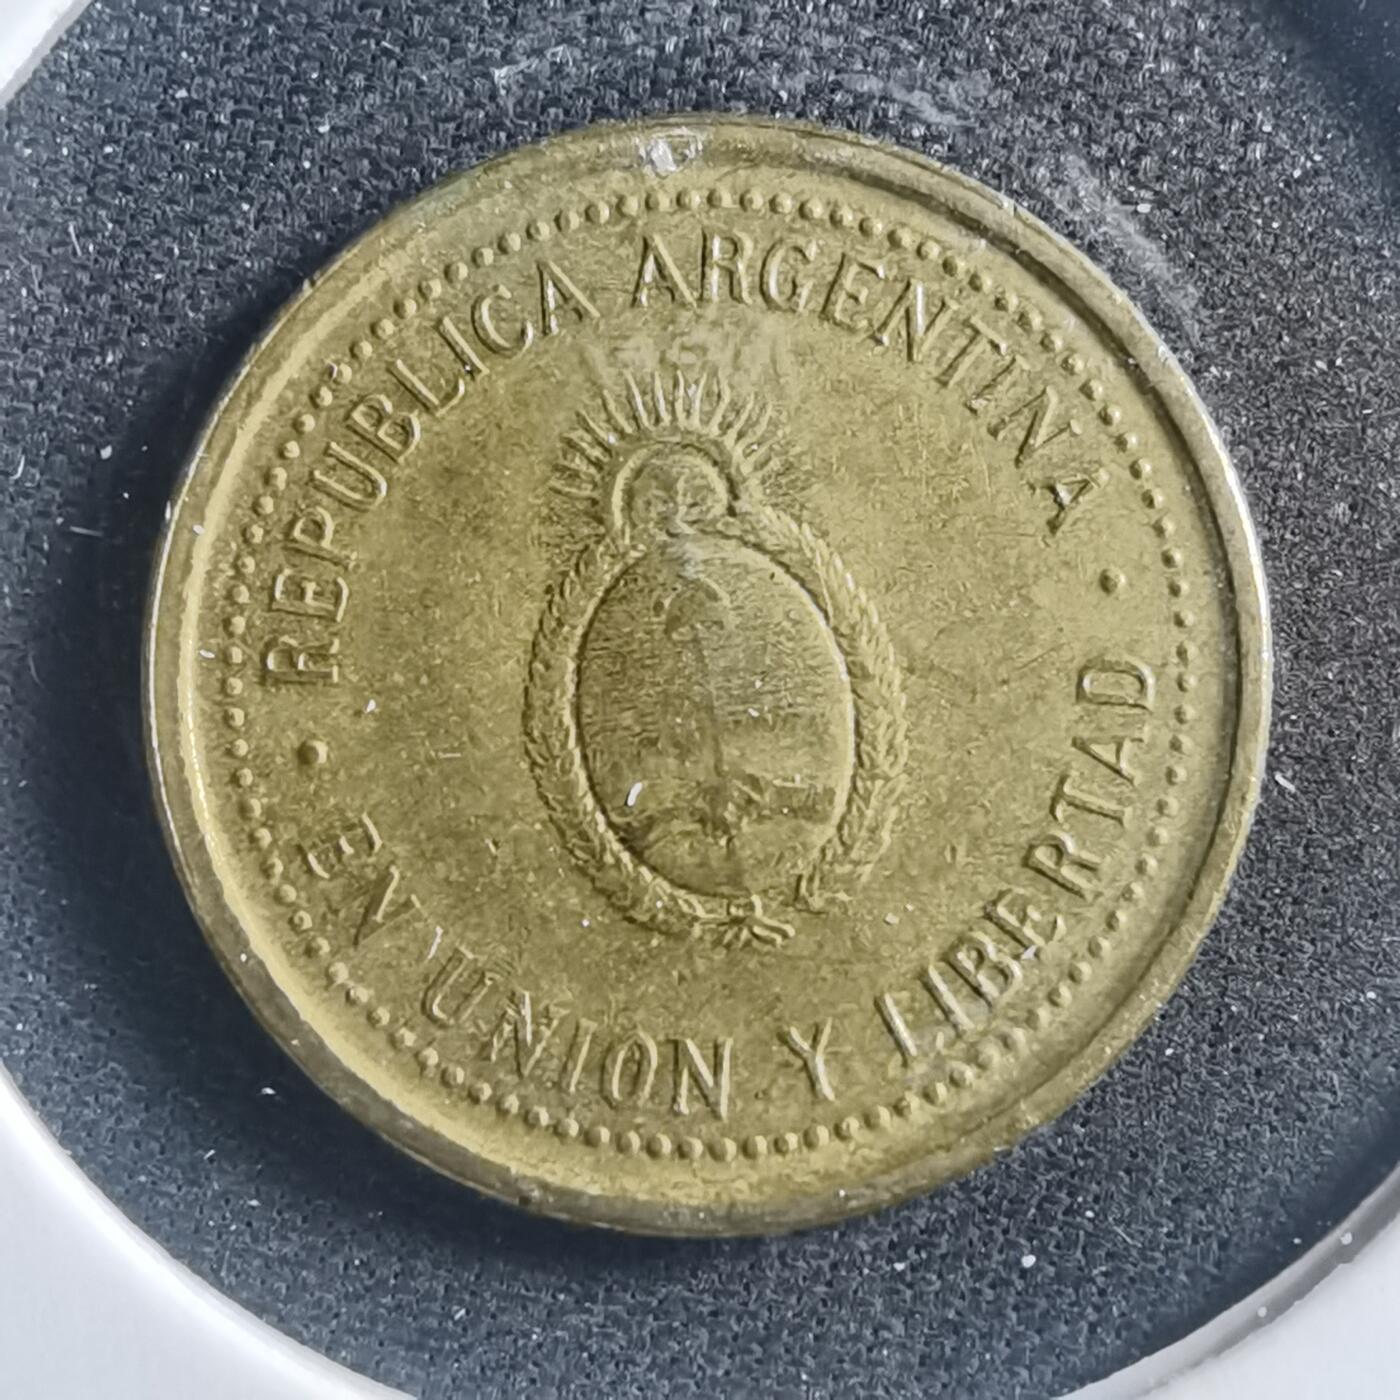 · REPUBLICA ARGENTINA ·
EN UNION Y LIBERTAD